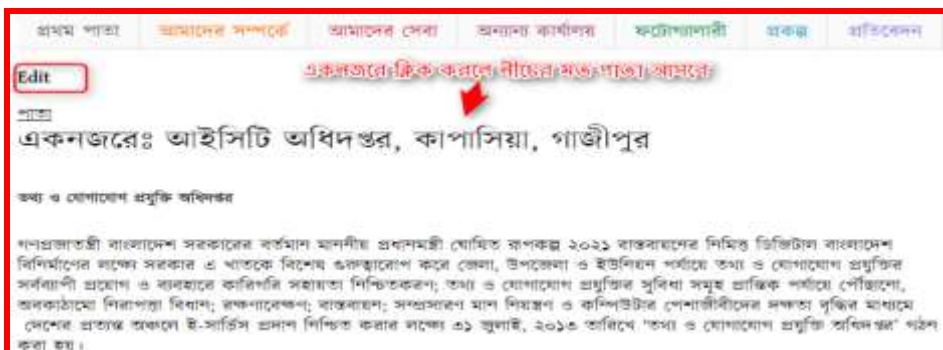 প্রথম পাতা আমাদের সম্পর্কে আমাদের সেবা অন্যান্য কার্যালয় ফটোগ্যালারী প্রকল্প প্রতিবেদন
Edit একনজরে ক্লিক করলে নীচের মত পাতা আসবে
পাতা
একনজরেঃ আইসিটি অধিদপ্তর, কাপাসিয়া, গাজীপুর
তথ্য ও যোগাযোগ প্রযুক্তি অধিদপ্তর
গণপ্রজাতন্ত্রী বাংলাদেশ সরকারের বর্তমান মাননীয় প্রধানমন্ত্রী ঘোষিত রূপকল্প ২০২১ বাস্তবায়নের নিমিত্ত ডিজিটাল বাংলাদেশ
বিনির্মাণের লক্ষ্যে সরকার এ খাতকে বিশেষ গুরুত্বারোপ করে জেলা, উপজেলা ও ইউনিয়ন পর্যায়ে তথ্য ও যোগাযোগ প্রযুক্তির
সর্বব্যাপী প্রয়োগ ও ব্যবহারে কারিগরি সহায়তা নিশ্চিতকরণ; তথ্য ও যোগাযোগ প্রযুক্তির সুবিধা সমূহ প্রান্তিক পর্যায়ে পৌঁছানো,
অবকাঠামো নিরাপত্তা বিধান; রক্ষণাবেক্ষণ; বাস্তবায়ন; সম্প্রসারণ মান নিয়ন্ত্রণ ও কম্পিউটার পেশাজীবীদের দক্ষতা বৃদ্ধির মাধ্যমে
দেশের প্রত্যন্ত অঞ্চলে ই-সার্ভিস প্রদান নিশ্চিত করার লক্ষ্যে ৩১ জুলাই, ২০১৩ তারিখে 'তথ্য ও যোগাযোগ প্রযুক্তি অধিদপ্তর' গঠন
করা হয়।